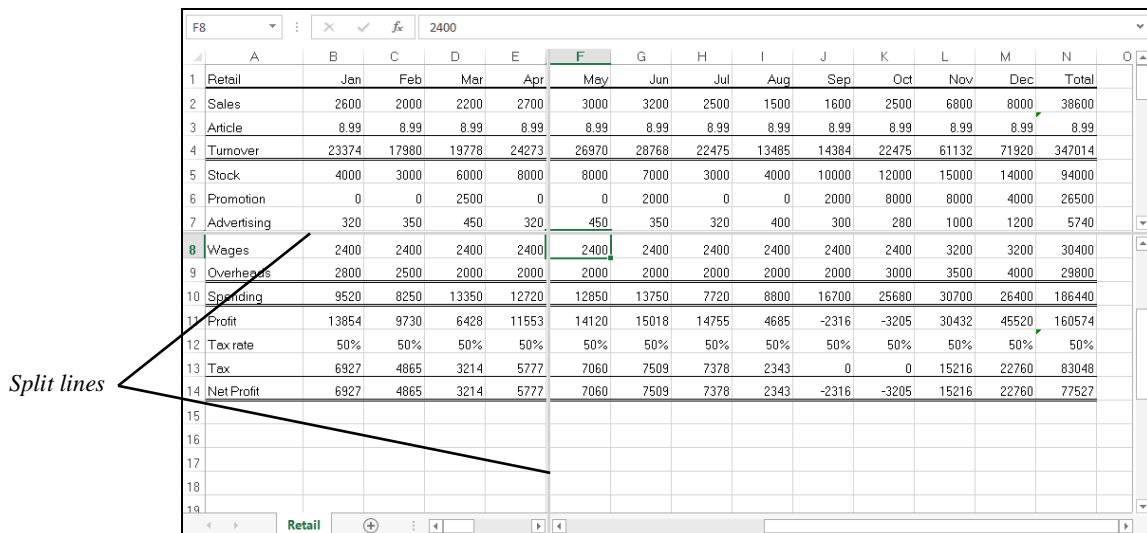 F8 fx 2400
A B C D E F G H I J K L M N O
1 Retail Jan Feb Mar Apr May Jun Jul Aug Sep Oct Nov Dec Total
2 Sales 2600 2000 2200 2700 3000 3200 2500 1500 1600 2500 6800 8000 38600
3 Article 8.99 8.99 8.99 8.99 8.99 8.99 8.99 8.99 8.99 8.99 8.99 8.99 8.99
4 Turnover 23374 17980 19778 24273 26970 28768 22475 13485 14384 22475 61132 71920 347014
5 Stock 4000 3000 6000 8000 8000 7000 3000 4000 10000 12000 15000 14000 94000
6 Promotion 0 0 2500 0 0 2000 0 0 2000 8000 8000 4000 26500
7 Advertising 320 350 450 320 450 350 320 400 300 280 1000 1200 5740
8 Wages 2400 2400 2400 2400 2400 2400 2400 2400 2400 2400 3200 3200 30400
9 Overheads 2800 2500 2000 2000 2000 2000 2000 2000 2000 3000 3500 4000 29800
10 Spending 9520 8250 13350 12720 12850 13750 7720 8800 16700 25680 30700 26400 186440
11 Profit 13854 9730 6428 11553 14120 15018 14755 4685 -2316 -3205 30432 45520 160574
12 Tax rate 50% 50% 50% 50% 50% 50% 50% 50% 50% 50% 50% 50% 50%
13 Tax 6927 4865 3214 5777 7060 7509 7378 2343 0 0 15216 22760 83048
Split lines
14 Net Profit 6927 4865 3214 5777 7060 7509 7378 2343 -2316 -3205 15216 22760 77527
15
16
17
18
19
Retail